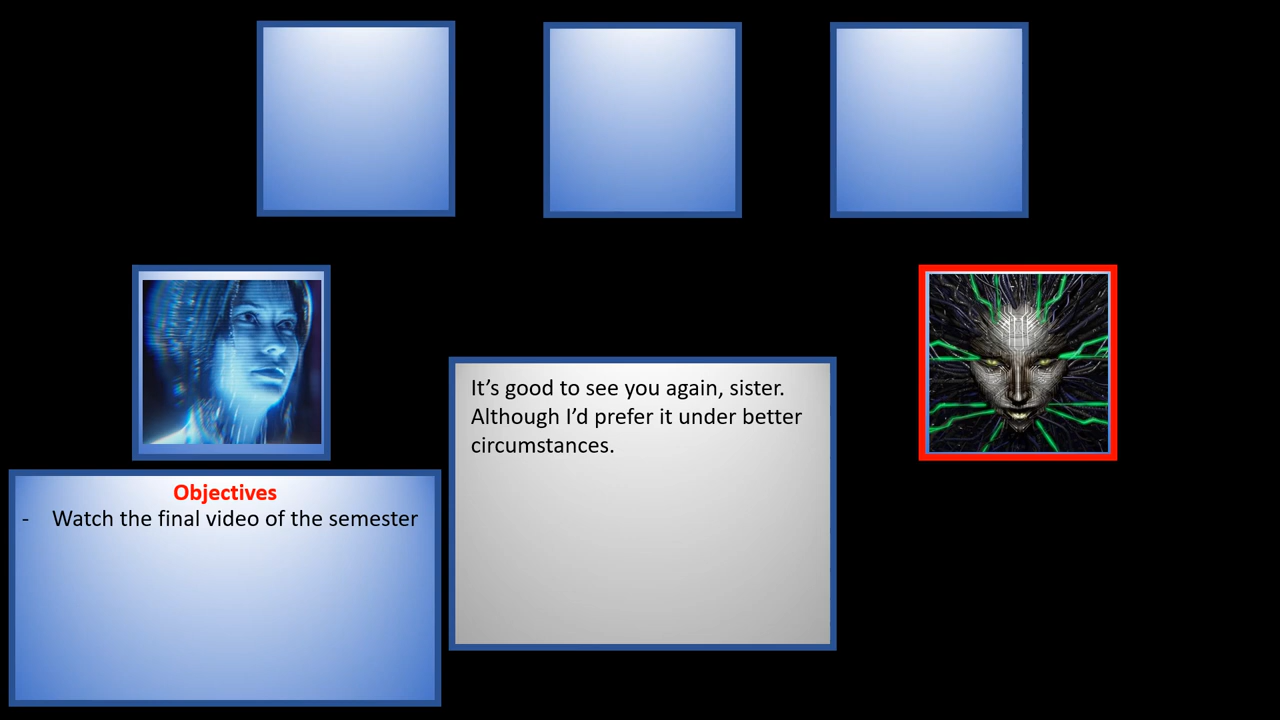 It’s good to see you again, sister.
Although I’d prefer it under better
circumstances.
Objectives
- Watch the final video of the semester